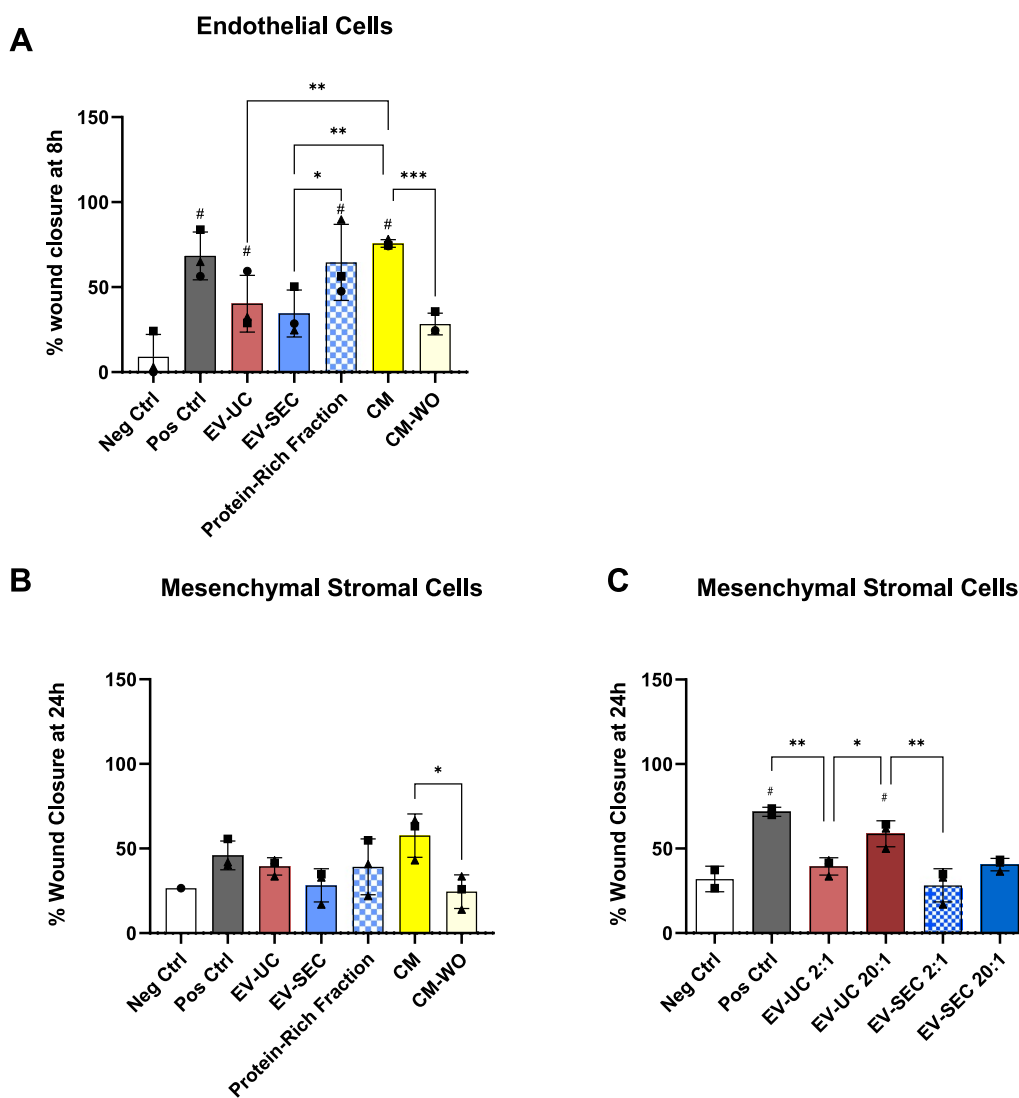 A
Endothelial Cells
% wound closure at 8h
150
100
50
0
**
**
*
***
#
#
#
#
Neg Ctrl
Pos Ctrl
EV-UC
EV-SEC
Protein-Rich Fraction
CM
CM-WO
B
Mesenchymal Stromal Cells
% Wound Closure at 24h
150
100
50
0
*
Neg Ctrl
Pos Ctrl
EV-UC
EV-SEC
Protein-Rich Fraction
CM
CM-WO
C
Mesenchymal Stromal Cells
% Wound Closure at 24h
150
100
50
0
**
*
**
#
#
Neg Ctrl
Pos Ctrl
EV-UC 2:1
EV-UC 20:1
EV-SEC 2:1
EV-SEC 20:1